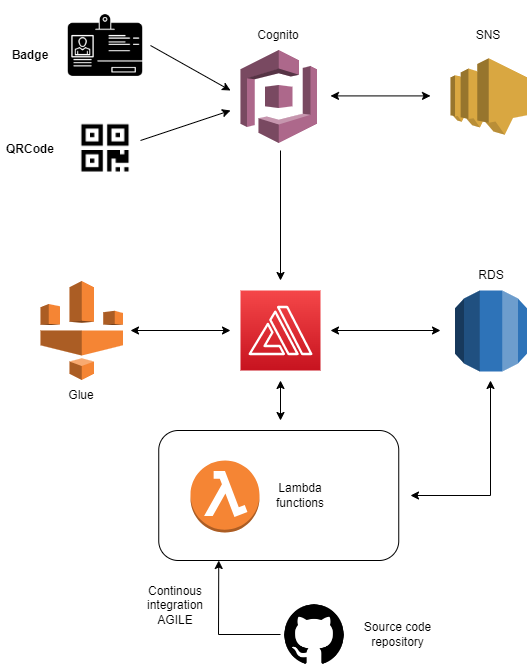 Badge
Cognito
SNS
QRCode
RDS
Glue
Lambda
functions
Continous
integration
AGILE
Source code
repository